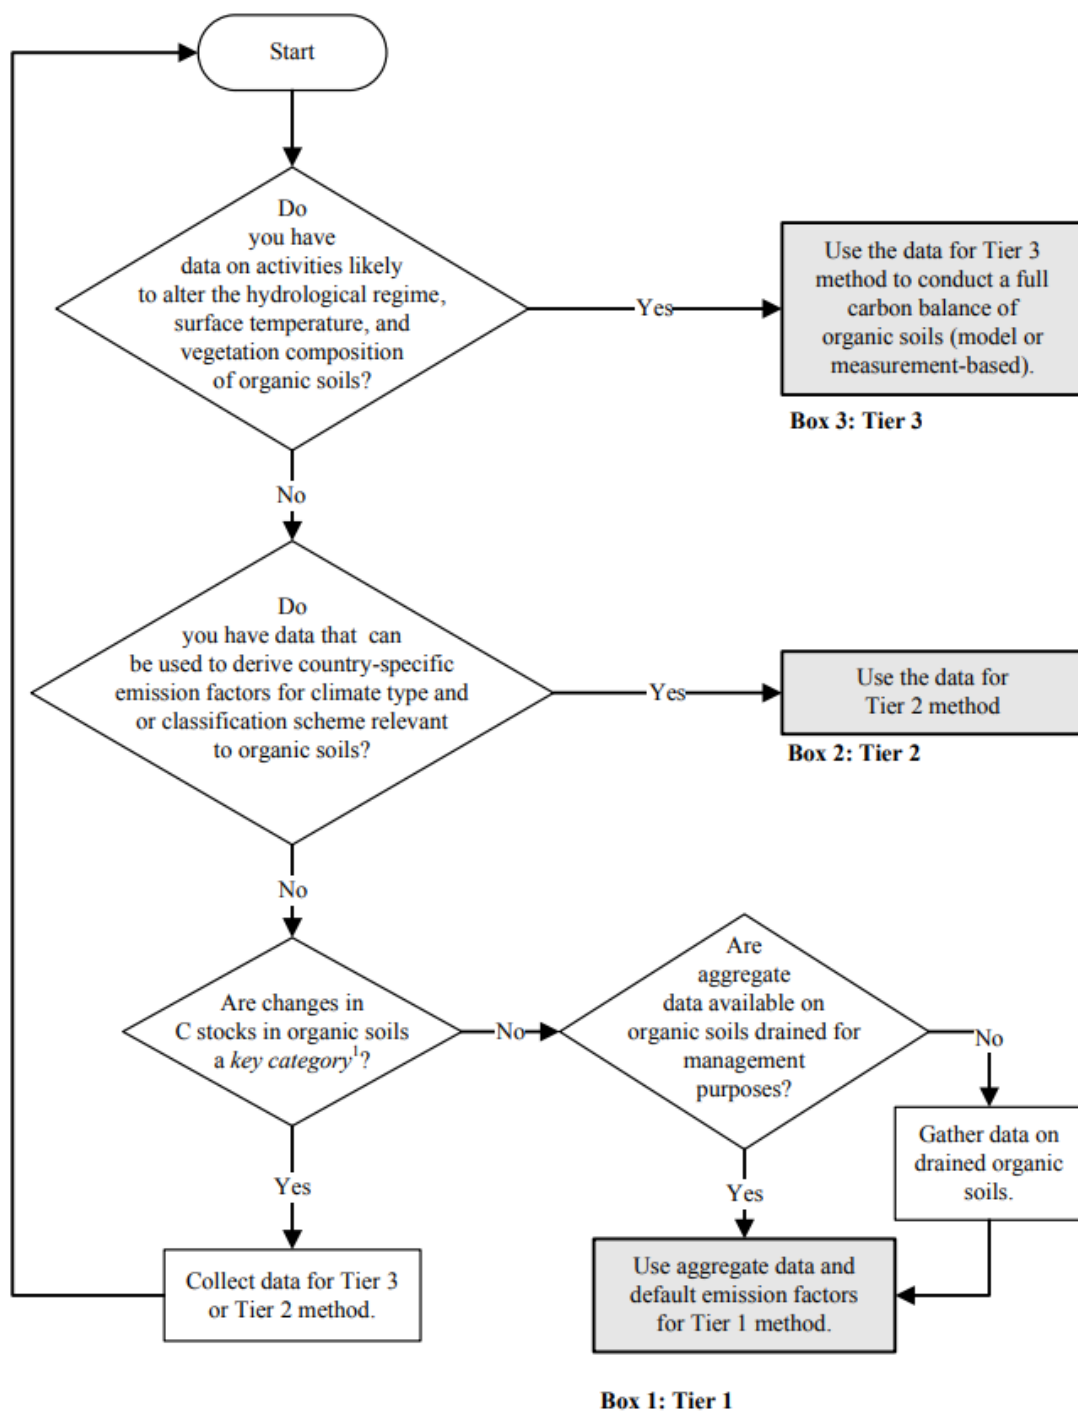 Start
Do
you have
data on activities likely
to alter the hydrological regime,
surface temperature, and
vegetation composition
of organic soils?
Yes
Use the data for Tier 3
method to conduct a full
carbon balance of
organic soils (model or
measurement-based).
Box 3: Tier 3
No
Do
you have data that can
be used to derive country-specific
emission factors for climate type and
or classification scheme relevant
to organic soils?
Yes
Use the data for
Tier 2 method
Box 2: Tier 2
No
Are changes in
C stocks in organic soils
a key category¹?
No
Are
aggregate
data available on
organic soils drained for
management
purposes?
No
Gather data on
drained organic
soils.
Yes
Yes
Collect data for Tier 3
or Tier 2 method.
Use aggregate data and
default emission factors
for Tier 1 method.
Box 1: Tier 1